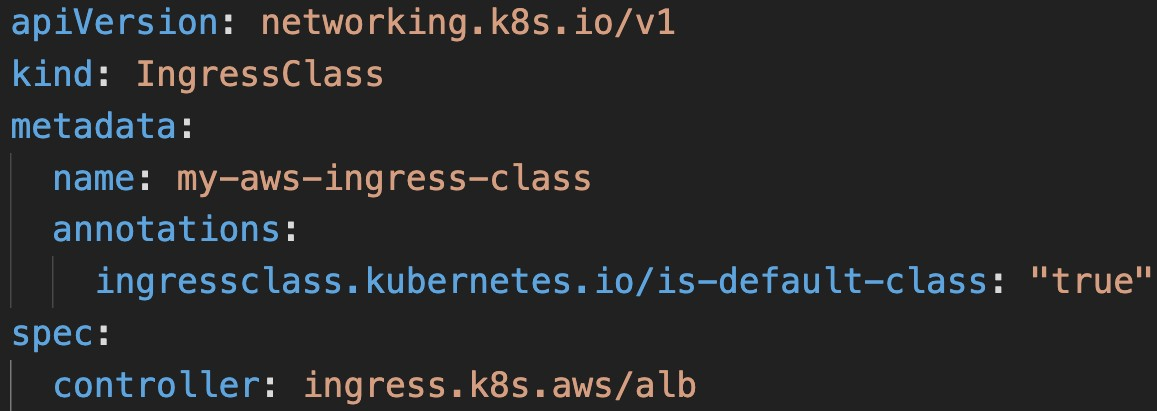 apiVersion: networking.k8s.io/v1
kind: IngressClass
metadata:
  name: my-aws-ingress-class
  annotations:
    ingressclass.kubernetes.io/is-default-class: "true"
spec:
  controller: ingress.k8s.aws/alb